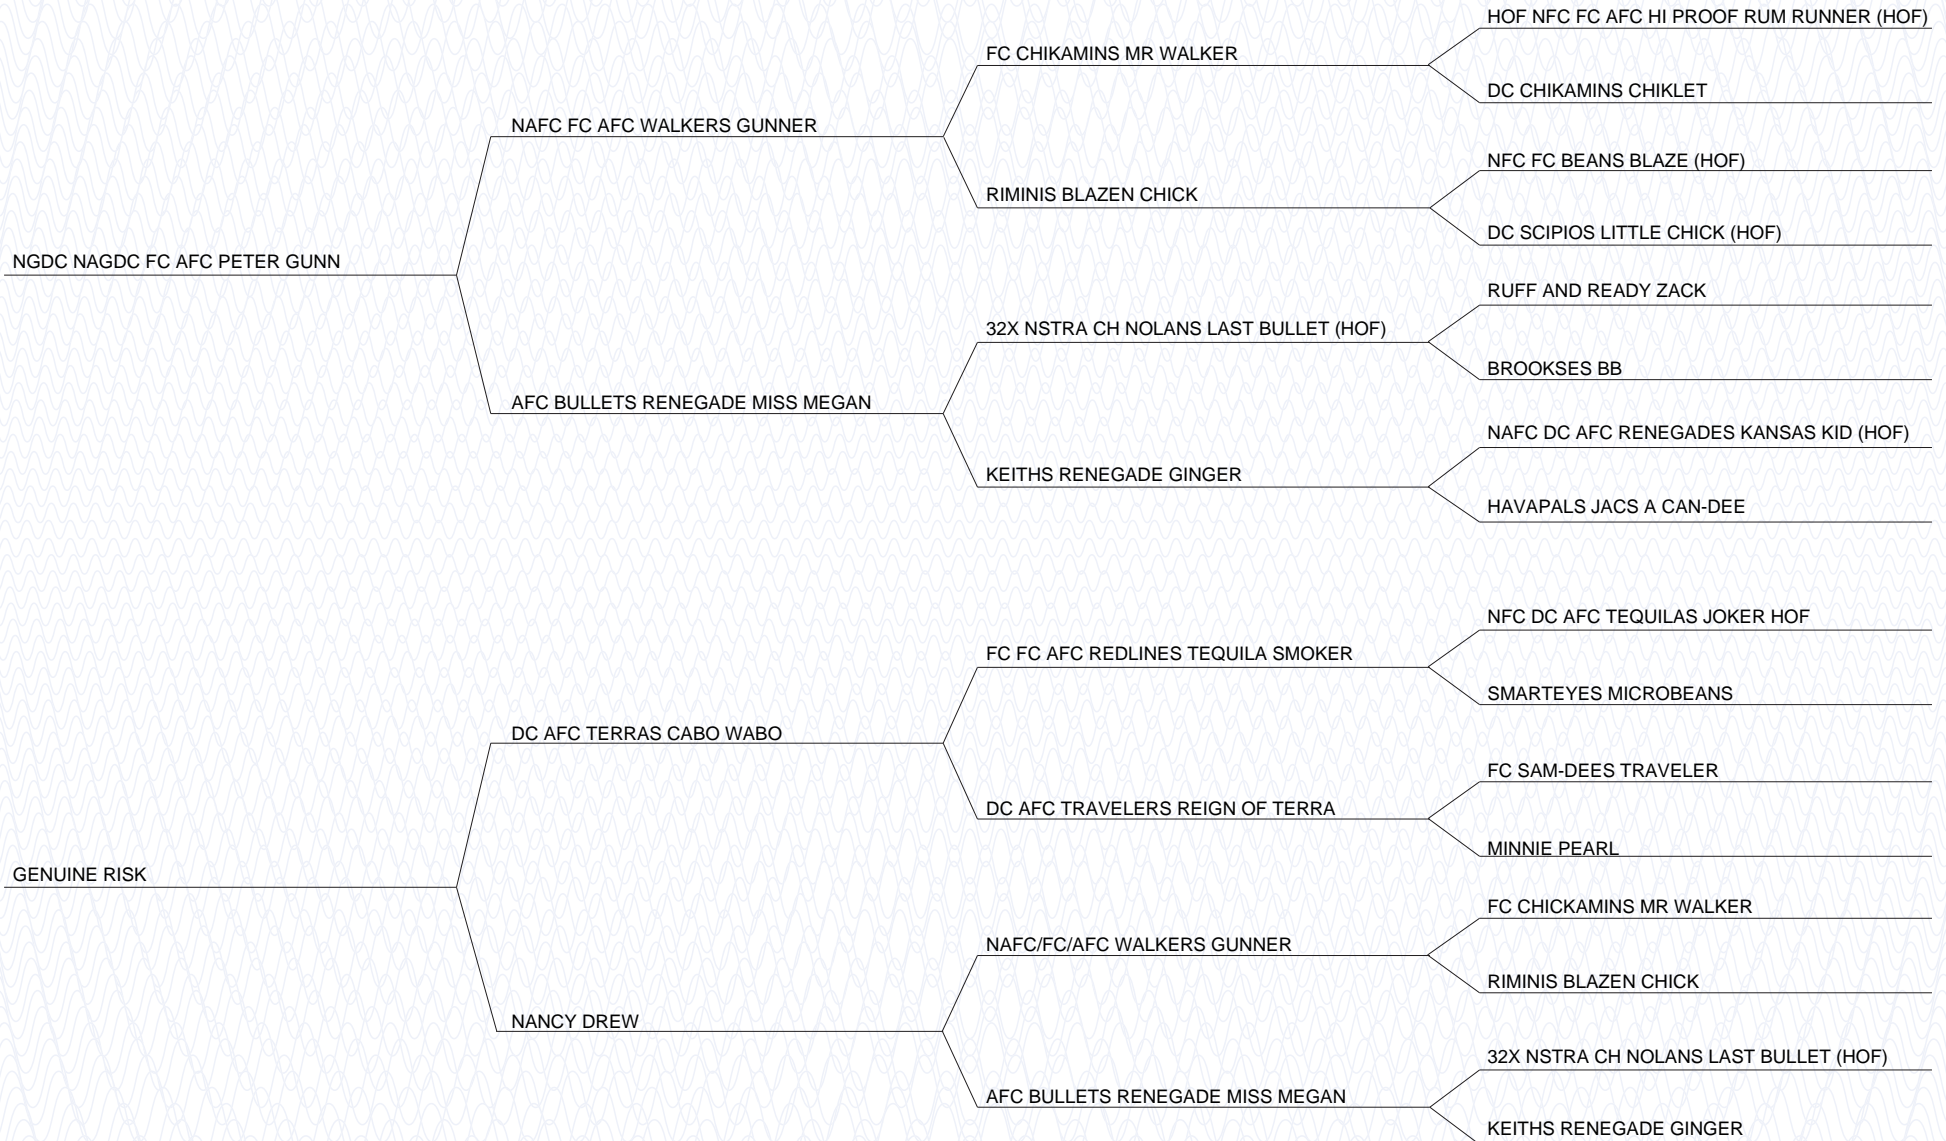 HOF NFC FC AFC HI PROOF RUM RUNNER (HOF)
FC CHIKAMINS MR WALKER
DC CHIKAMINS CHIKLET
NAFC FC AFC WALKERS GUNNER
NFC FC BEANS BLAZE (HOF)
RIMINIS BLAZEN CHICK
DC SCIPIOS LITTLE CHICK (HOF)
NGDC NAGDC FC AFC PETER GUNN
RUFF AND READY ZACK
32X NSTRA CH NOLANS LAST BULLET (HOF)
BROOKSES BB
AFC BULLETS RENEGADE MISS MEGAN
NAFC DC AFC RENEGADES KANSAS KID (HOF)
KEITHS RENEGADE GINGER
HAVAPALS JACS A CAN-DEE
NFC DC AFC TEQUILAS JOKER HOF
FC FC AFC REDLINES TEQUILA SMOKER
SMARTEYES MICROBEANS
DC AFC TERRAS CABO WABO
FC SAM-DEES TRAVELER
DC AFC TRAVELERS REIGN OF TERRA
MINNIE PEARL
GENUINE RISK
FC CHICKAMINS MR WALKER
NAFC/FC/AFC WALKERS GUNNER
RIMINIS BLAZEN CHICK
NANCY DREW
32X NSTRA CH NOLANS LAST BULLET (HOF)
AFC BULLETS RENEGADE MISS MEGAN
KEITHS RENEGADE GINGER